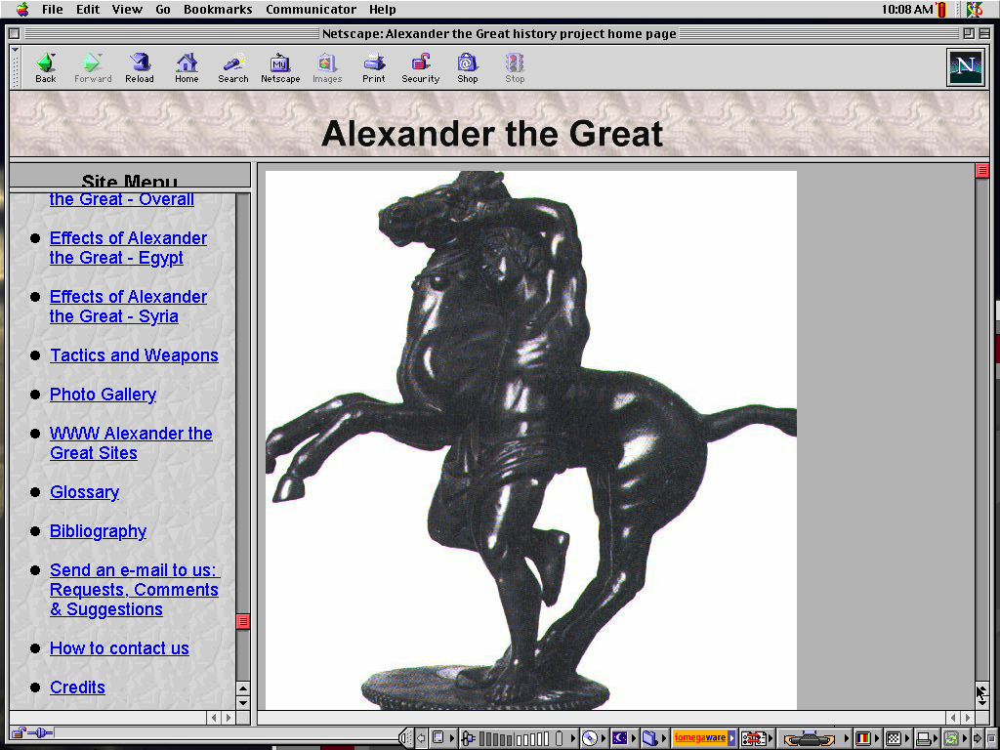 File Edit View Go Bookmarks Communicator Help 10:08 AM
Netscape: Alexander the Great history project home page
Back Forward Reload Home Search Netscape Images Print Security Shop Stop
My
N
Alexander the Great
Site Menu
the Great - Overall
Effects of Alexander
the Great - Egypt
Effects of Alexander
the Great - Syria
Tactics and Weapons
Photo Gallery
WWW Alexander the
Great Sites
Glossary
Bibliography
Send an e-mail to us:
Requests, Comments
& Suggestions
How to contact us
Credits
iomegaware